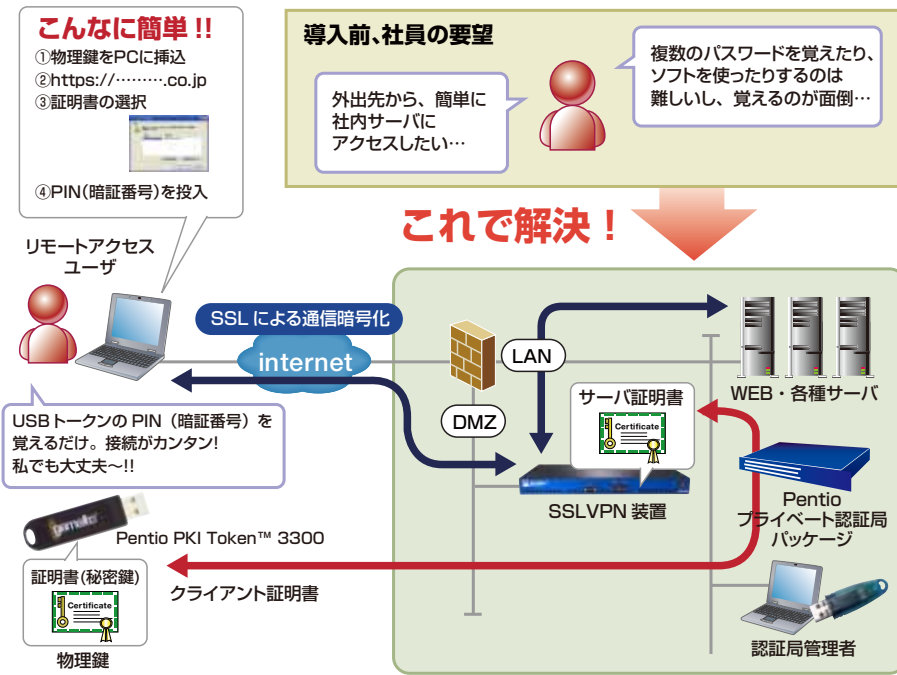 こんなに簡単!!
①物理鍵をPCに挿込
②https://……….co.jp
③証明書の選択
④PIN(暗証番号)を投入
導入前、社員の要望
外出先から、簡単に
社内サーバに
アクセスしたい…
複数のパスワードを覚えたり、
ソフトを使ったりするのは
難しいし、覚えるのが面倒…
これで解決!
リモートアクセス
ユーザ
SSLによる通信暗号化
internet
LAN
DMZ
WEB・各種サーバ
サーバ証明書
Certificate
SSLVPN 装置
USBトークンの PIN(暗証番号)を
覚えるだけ。接続がカンタン!
私でも大丈夫〜!!
Pentio
プライベート認証局
パッケージ
gemalto
Pentio PKI Token™ 3300
クライアント証明書
証明書(秘密鍵)
Certificate
物理鍵
認証局管理者